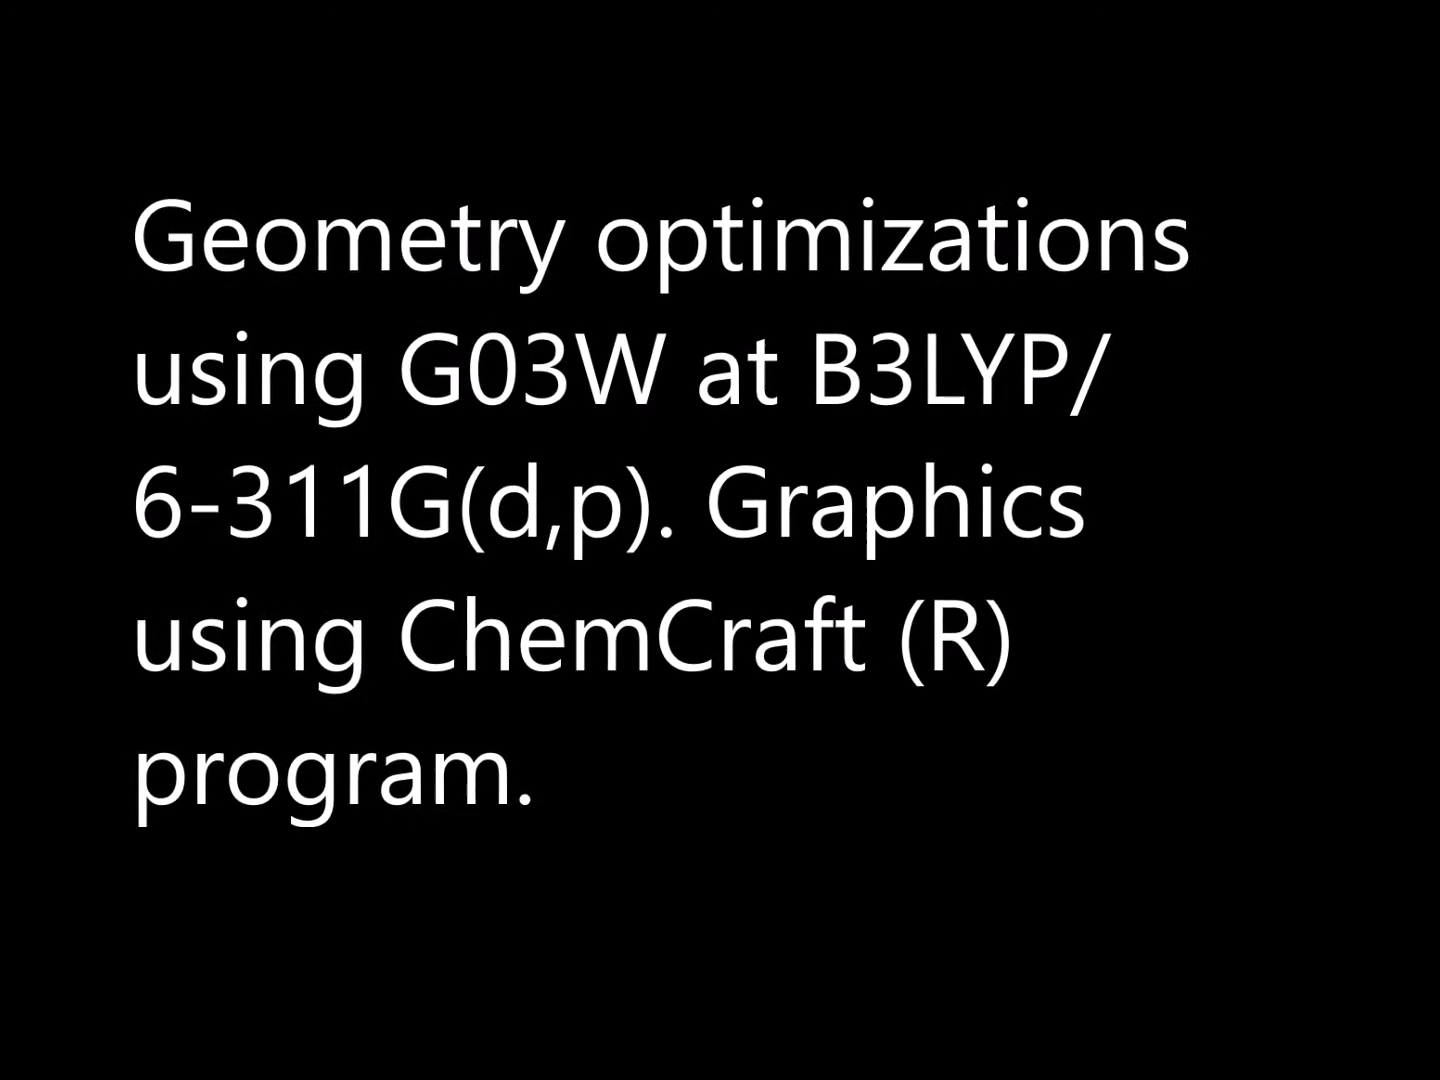 Geometry optimizations
using G03W at B3LYP/
6-311G(d,p). Graphics
using ChemCraft (R)
program.